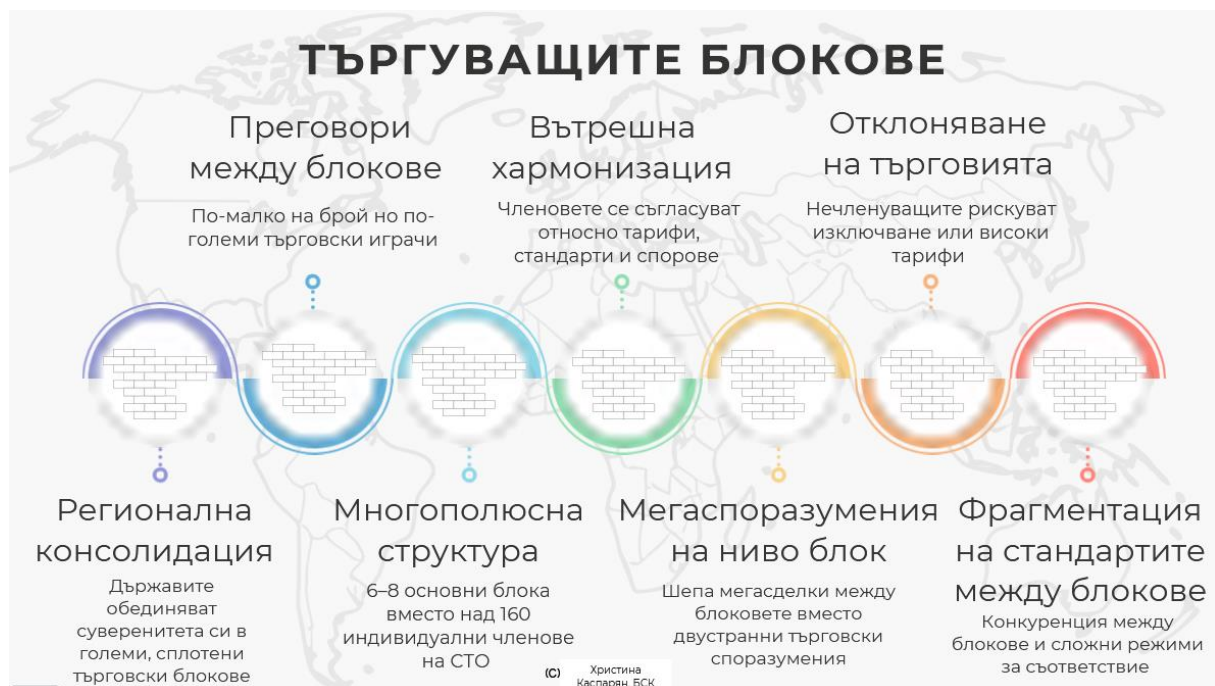 ТЪРГУВАЩИТЕ БЛОКОВЕ
Преговори
между блокове
По-малко на брой но по-
големи търговски играчи
Вътрешна
хармонизация
Членовете се съгласуват
относно тарифи,
стандарти и спорове
Отклоняване
на търговията
Нечленуващите рискуват
изключване или високи
тарифи
Регионална
консолидация
Държавите
обединяват
суверенитета си в
големи, сплотени
търговски блокове
Многополюсна
структура
6–8 основни блока
вместо над 160
индивидуални членове
на СТО
Мегаспоразумения
на ниво блок
Шепа мегасделки между
блоковете вместо
двустранни търговски
споразумения
Фрагментация
на стандартите
между блокове
Конкуренция между
блокове и сложни режими
за съответствие
(C) Христина
Каспарян, БСК